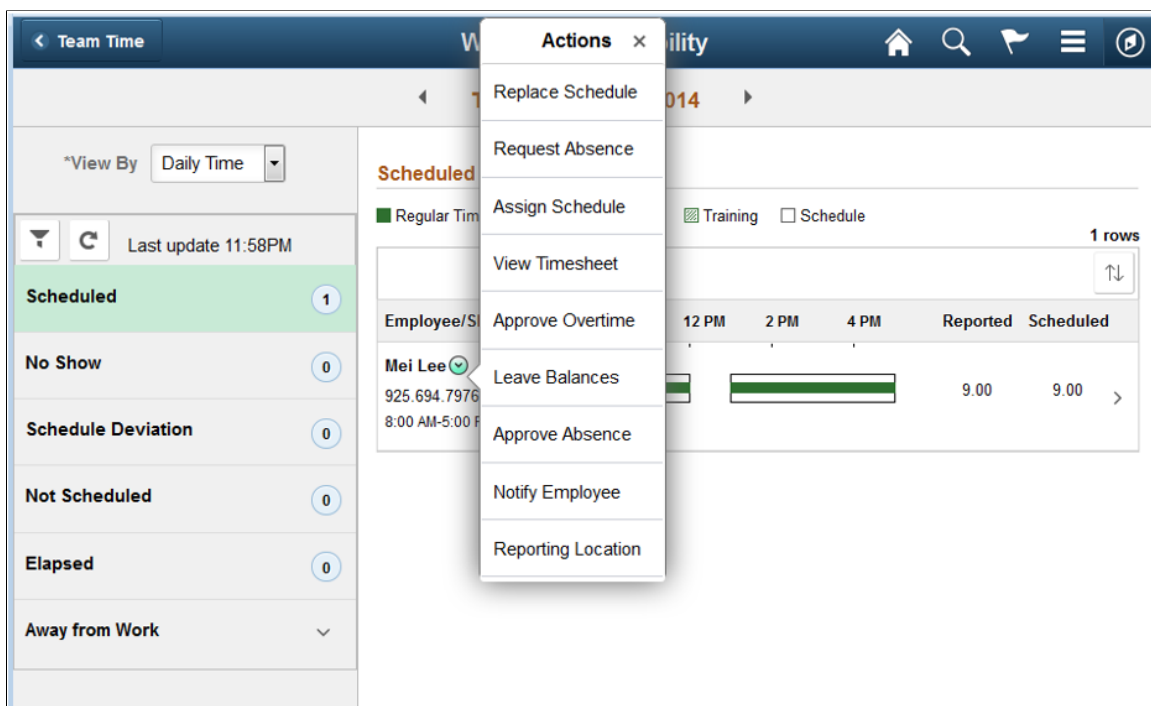 Team Time
Actions ×
Replace Schedule
Request Absence
Assign Schedule
View Timesheet
Approve Overtime
Leave Balances
Approve Absence
Notify Employee
Reporting Location
014
*View By Daily Time
Last update 11:58PM
Scheduled 1
No Show 0
Schedule Deviation 0
Not Scheduled 0
Elapsed 0
Away from Work
Scheduled
Regular Tim
Training Schedule
1 rows
12 PM 2 PM 4 PM Reported Scheduled
Mei Lee
925.694.7976
8:00 AM-5:00
9.00 9.00